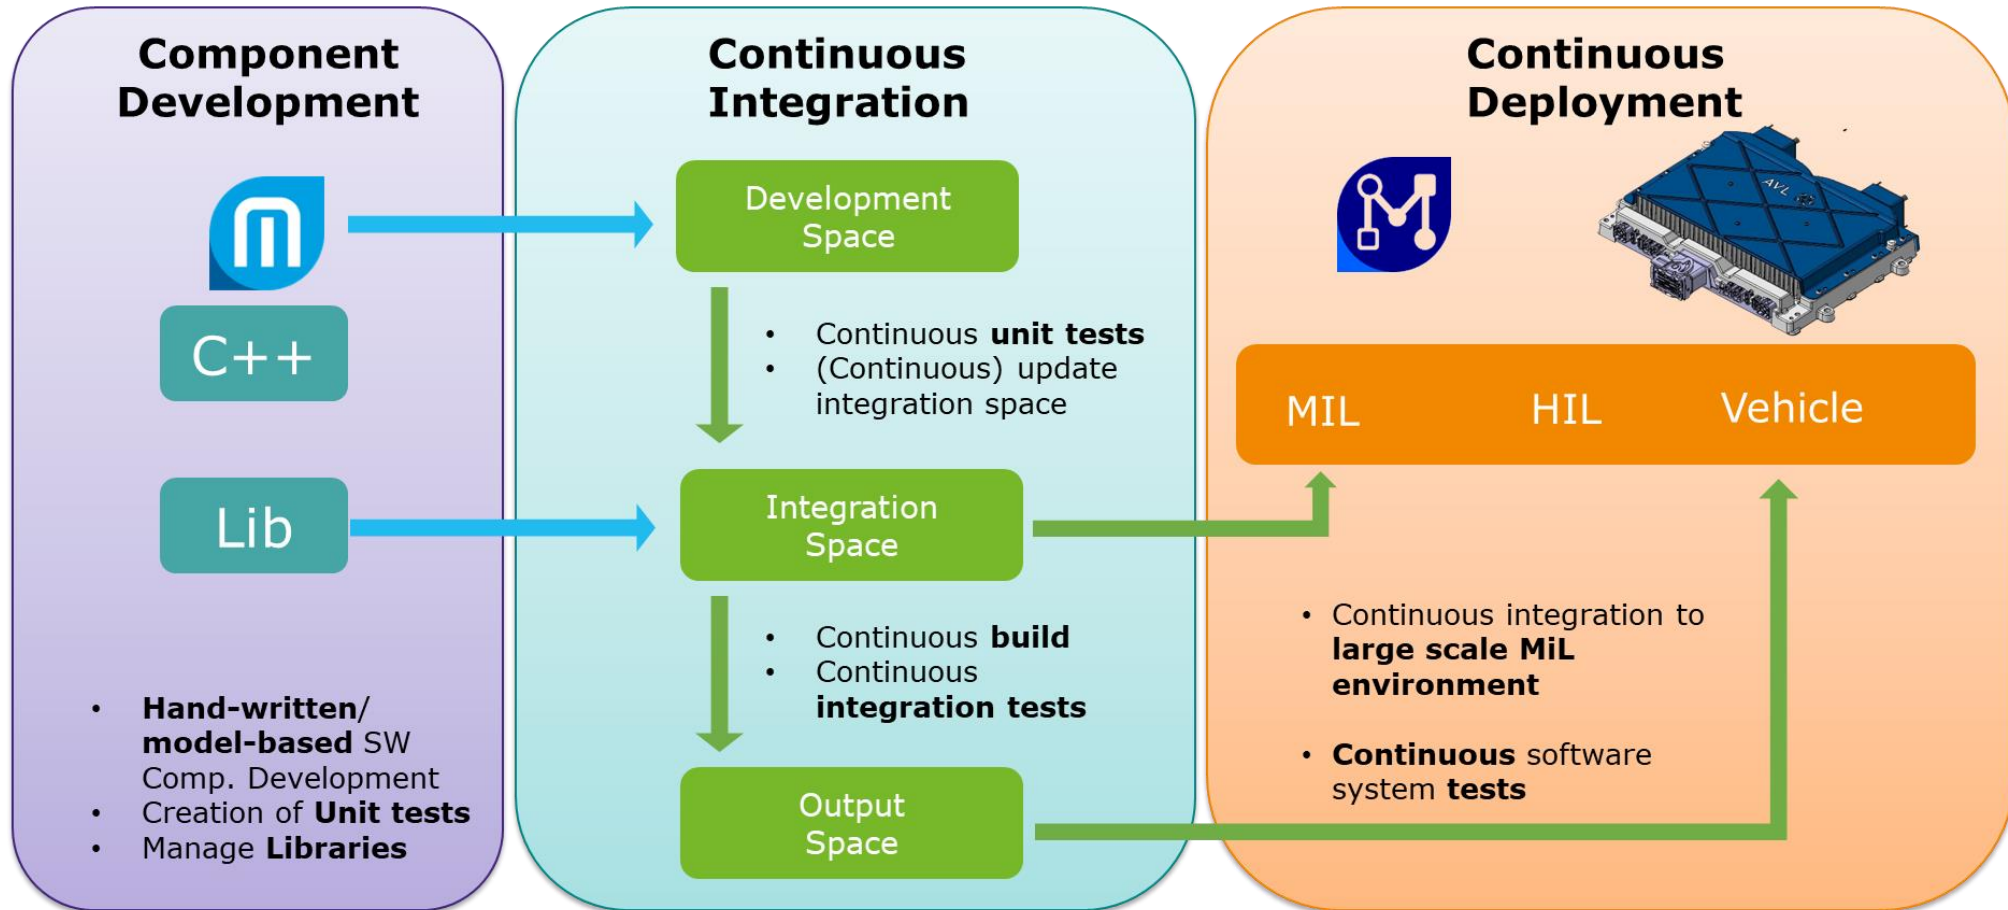 Component
Development
C++
Lib
• Hand-written/
model-based SW
Comp. Development
• Creation of Unit tests
• Manage Libraries
Continuous
Integration
Development
Space
• Continuous unit tests
• (Continuous) update
integration space
Integration
Space
• Continuous build
• Continuous
integration tests
Output
Space
Continuous
Deployment
AVL
MIL HIL Vehicle
• Continuous integration to
large scale MiL
environment
• Continuous software
system tests